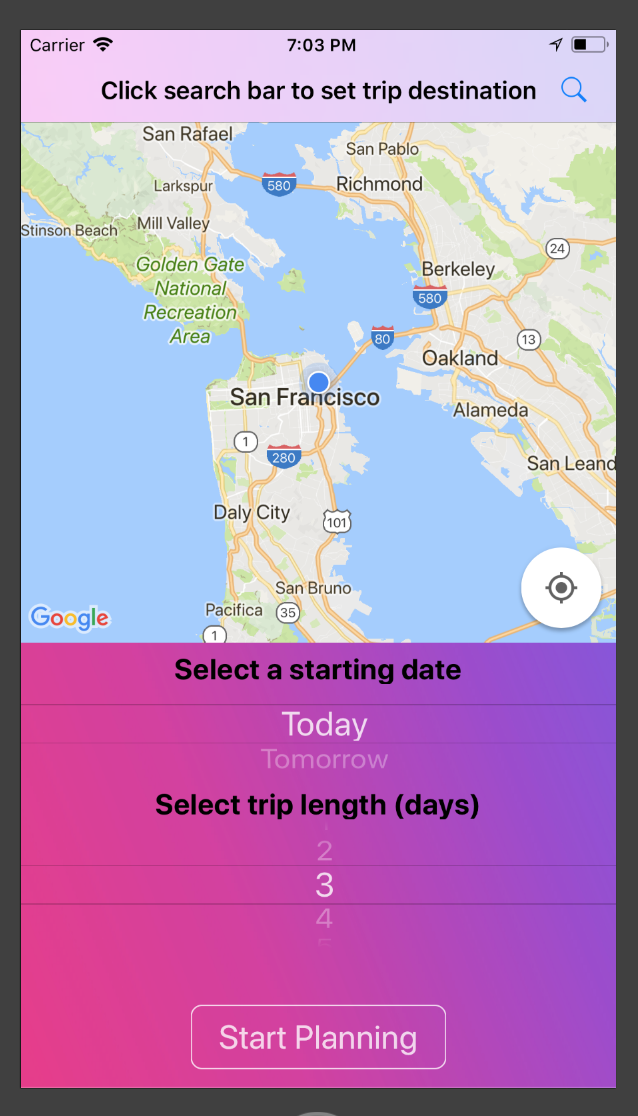 Carrier
7:03 PM
Click search bar to set trip destination
San Rafael
San Pablo
Larkspur
580
Richmond
Stinson Beach
Mill Valley
24
Golden Gate
National
Recreation
Area
Berkeley
580
80
13
Oakland
San Francisco
Alameda
1
280
San Leand
Daly City
101
San Bruno
Pacifica
35
Google
1
Select a starting date
Today
Tomorrow
Select trip length (days)
2
3
4
Start Planning